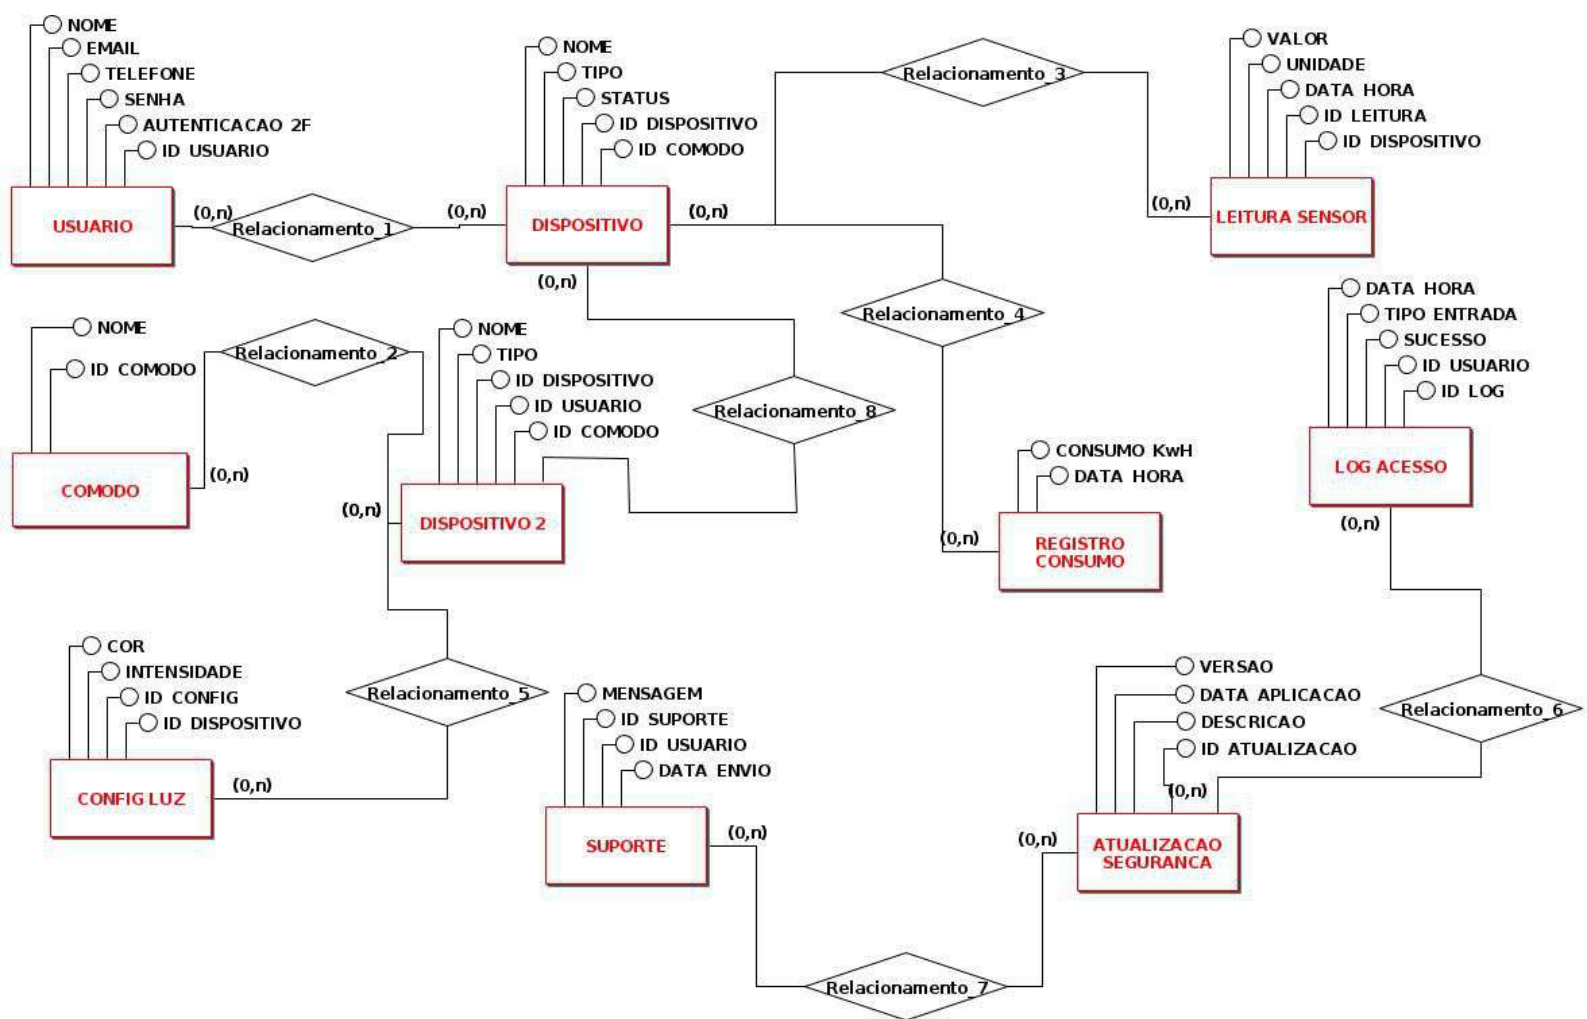 NOME
EMAIL
TELEFONE
SENHA
AUTENTICACAO 2F
ID USUARIO
USUARIO
(0,n)
Relacionamento_1
(0,n)
NOME
TIPO
STATUS
ID DISPOSITIVO
ID COMODO
DISPOSITIVO
(0,n)
(0,n)
Relacionamento_3
(0,n)
VALOR
UNIDADE
DATA HORA
ID LEITURA
ID DISPOSITIVO
LEITURA SENSOR
NOME
ID COMODO
COMODO
(0,n)
Relacionamento_2
(0,n)
NOME
TIPO
ID DISPOSITIVO
ID USUARIO
ID COMODO
DISPOSITIVO 2
Relacionamento_8
Relacionamento_4
(0,n)
CONSUMO KwH
DATA HORA
REGISTRO
CONSUMO
DATA HORA
TIPO ENTRADA
SUCESSO
ID USUARIO
ID LOG
LOG ACESSO
(0,n)
COR
INTENSIDADE
ID CONFIG
ID DISPOSITIVO
CONFIG LUZ
(0,n)
Relacionamento_5
MENSAGEM
ID SUPORTE
ID USUARIO
DATA ENVIO
SUPORTE
(0,n)
Relacionamento_7
(0,n)
VERSAO
DATA APLICACAO
DESCRICAO
ID ATUALIZACAO
(0,n)
ATUALIZACAO
SEGURANCA
Relacionamento_6